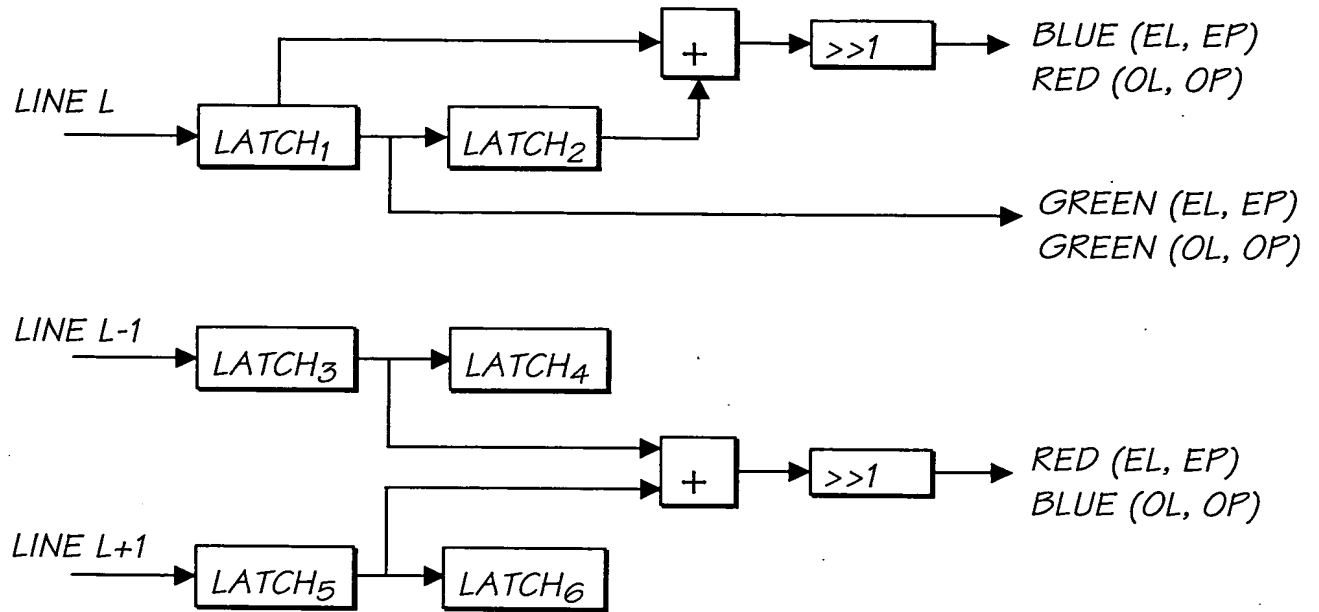 BLUE (EL, EP)
RED (OL, OP)
+
>>1
LINE L
LATCH1
LATCH2
GREEN (EL, EP)
GREEN (OL, OP)
LINE L-1
LATCH3
LATCH4
+
>>1
RED (EL, EP)
BLUE (OL, OP)
LINE L+1
LATCH5
LATCH6